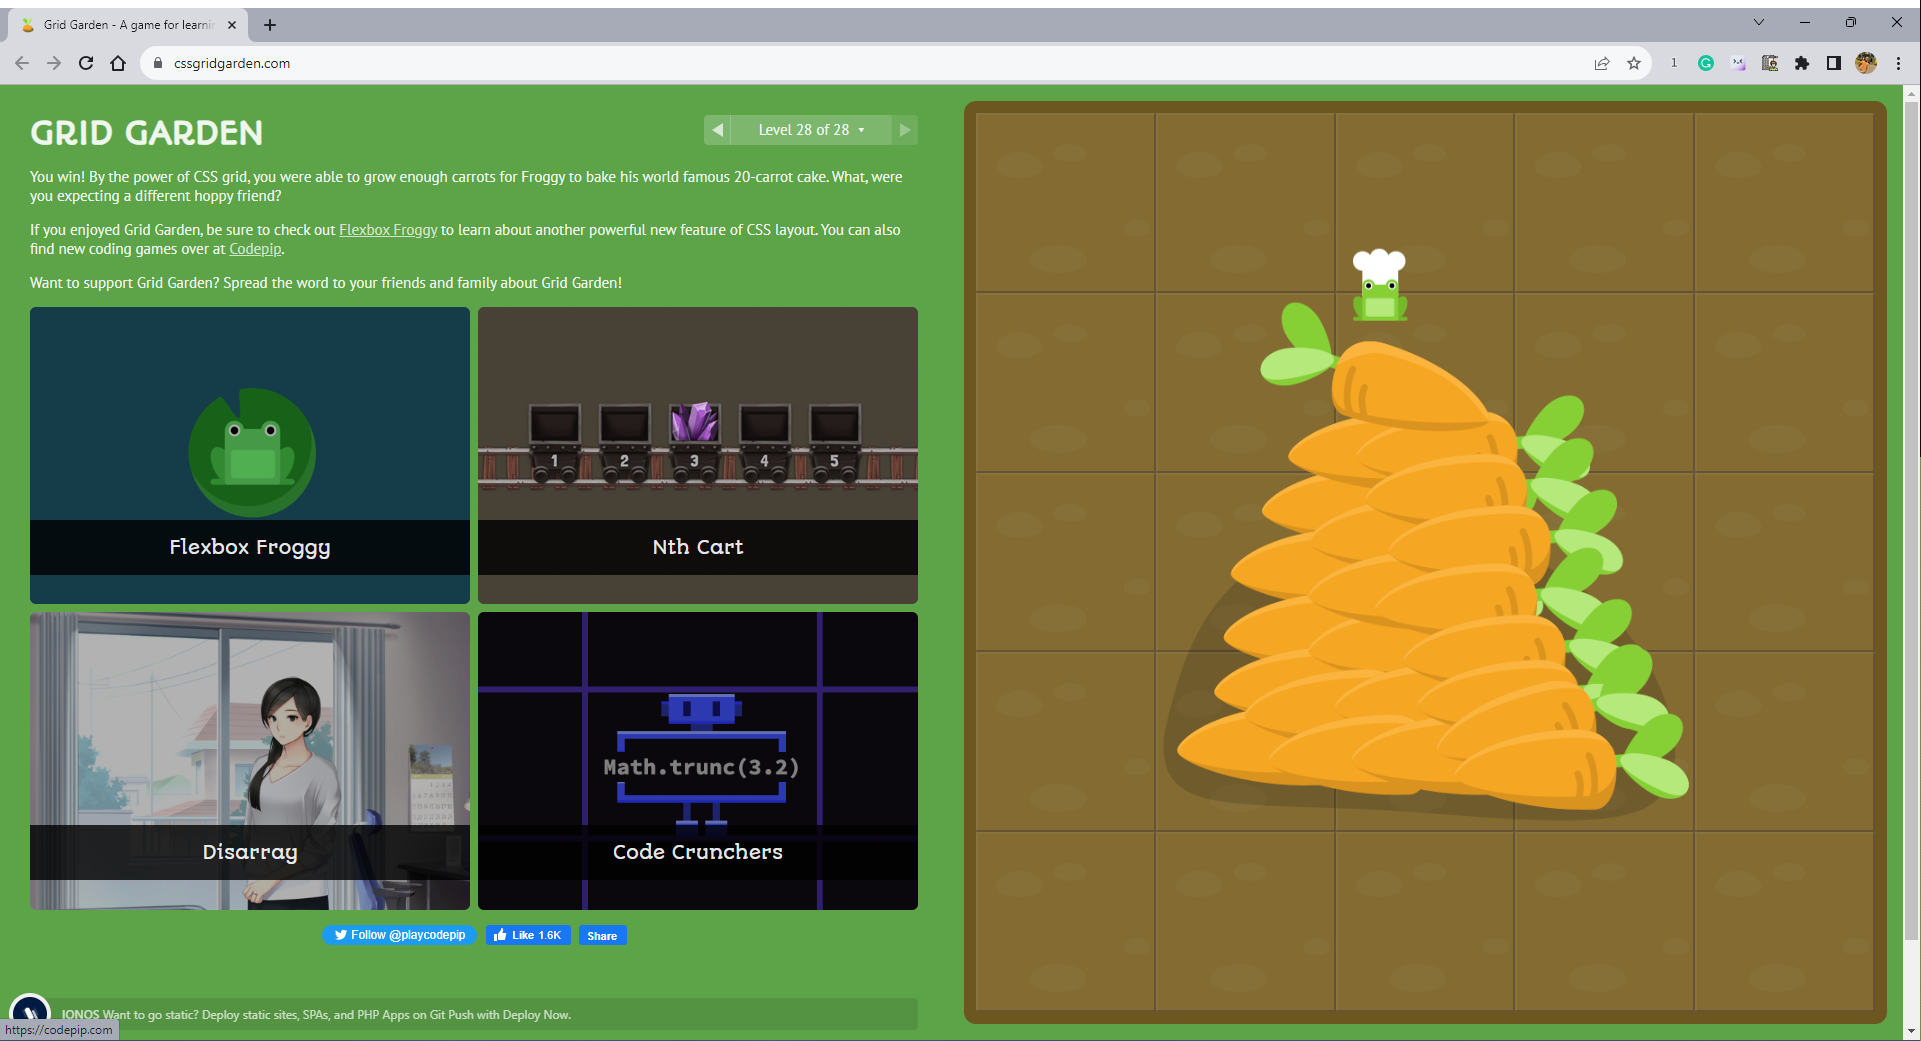 Grid Garden - A game for learnin
cssgridgarden.com
1
GRID GARDEN
Level 28 of 28
You win! By the power of CSS grid, you were able to grow enough carrots for Froggy to bake his world famous 20-carrot cake. What, were
you expecting a different hoppy friend?
If you enjoyed Grid Garden, be sure to check out Flexbox Froggy to learn about another powerful new feature of CSS layout. You can also
find new coding games over at Codepip.
Want to support Grid Garden? Spread the word to your friends and family about Grid Garden!
1 2 3 4 5
Flexbox Froggy
Nth Cart
Math.trunc(3.2)
Disarray
Code Crunchers
Follow @playcodepip
Like 1.6K
Share
IONOS Want to go static? Deploy static sites, SPAs, and PHP Apps on Git Push with Deploy Now.
https://codepip.com